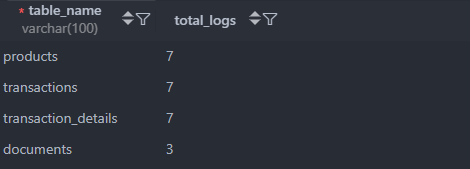 * table_name total_logs
varchar(100)
products 7
transactions 7
transaction_details 7
documents 3